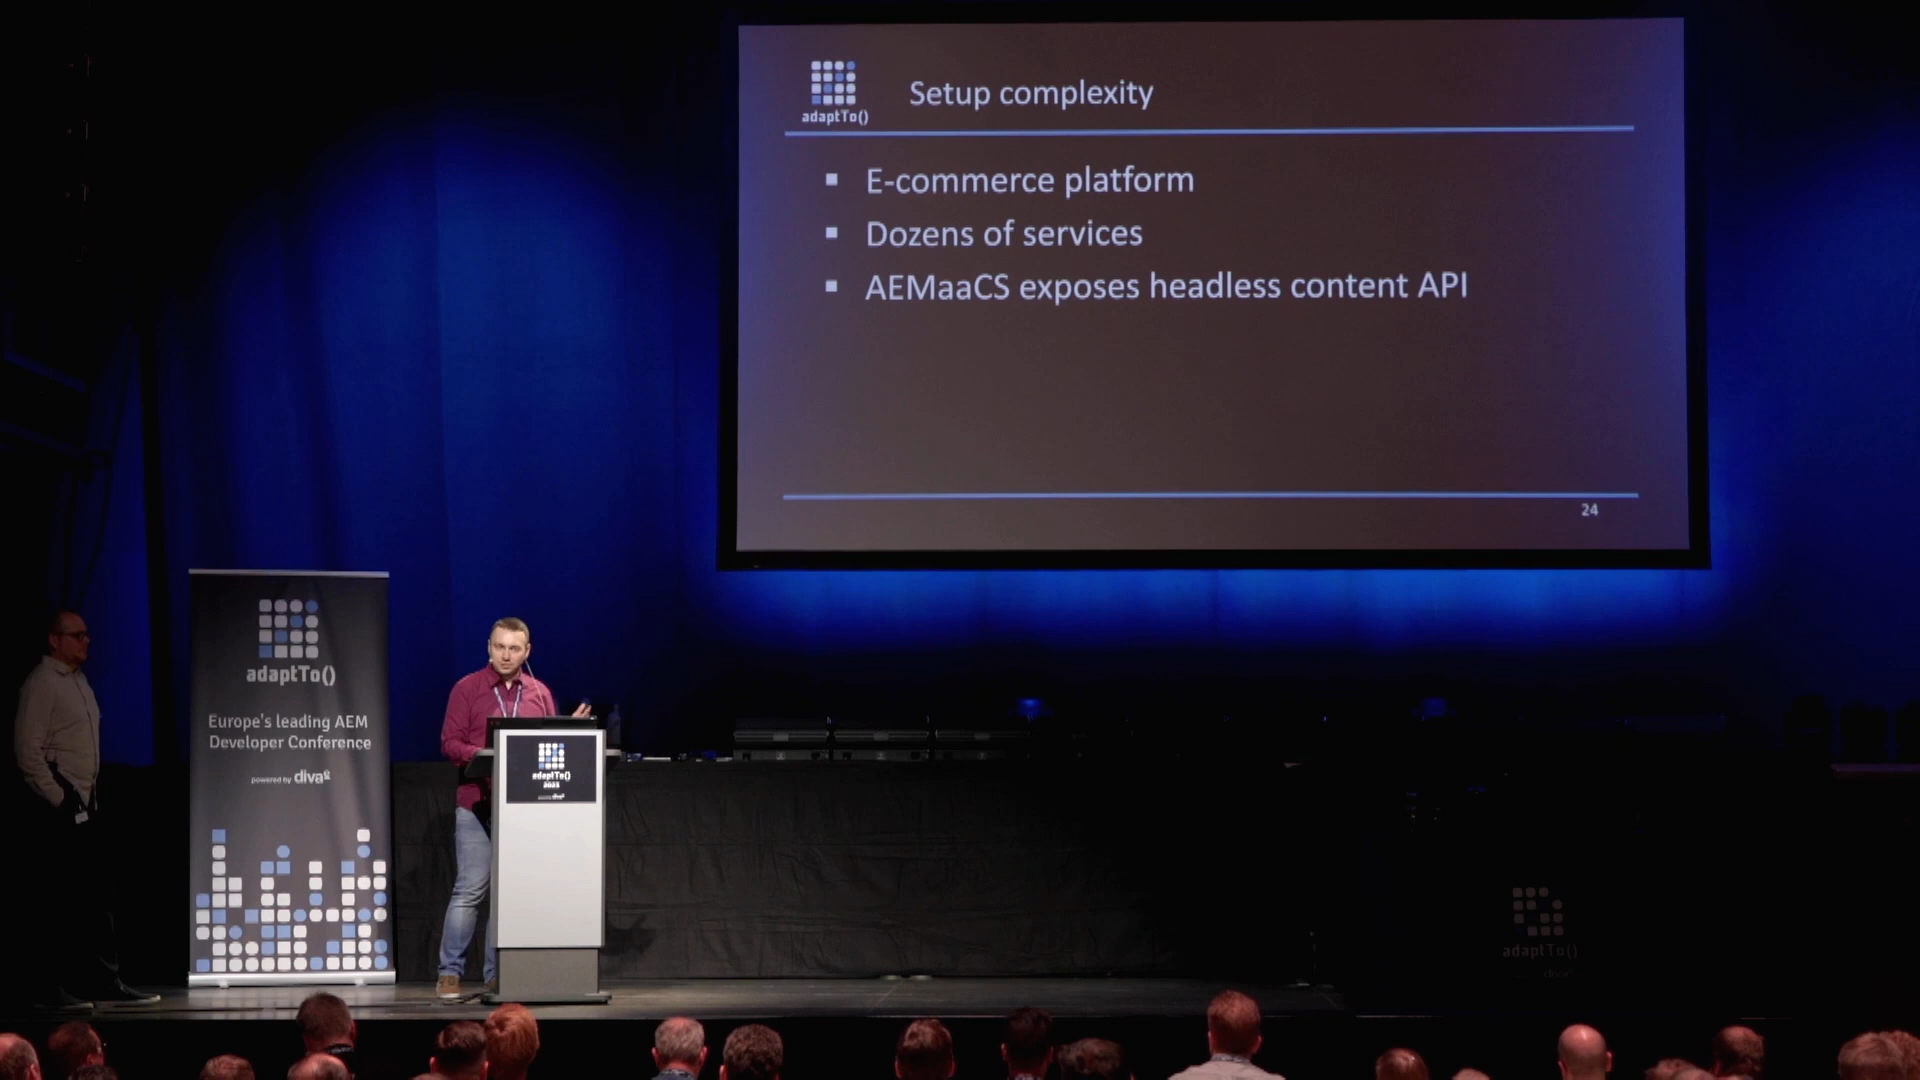 adaptTo()
Setup complexity
▪ E-commerce platform
▪ Dozens of services
▪ AEMaaCS exposes headless content API
24
adaptTo()
Europe's leading AEM
Developer Conference
powered by diva-e
adaptTo()
2023
adaptTo()